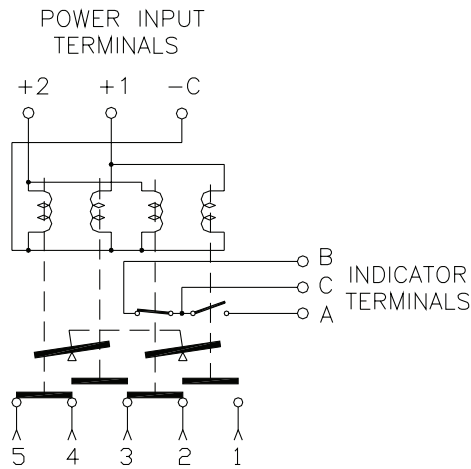 POWER INPUT
TERMINALS
+2 +1 -C
B
C
A
INDICATOR
TERMINALS
5 4 3 2 1